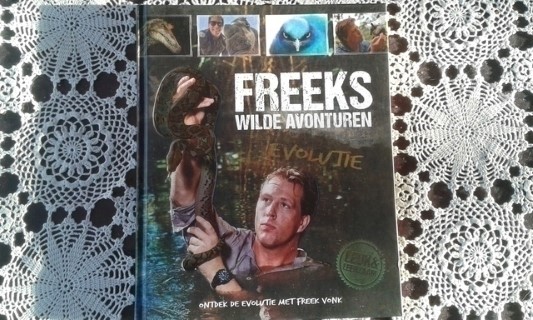 FREEKS
WILDE AVONTUREN
EVOLUTIE
ONTDEK DE EVOLUTIE MET FREEK VONK